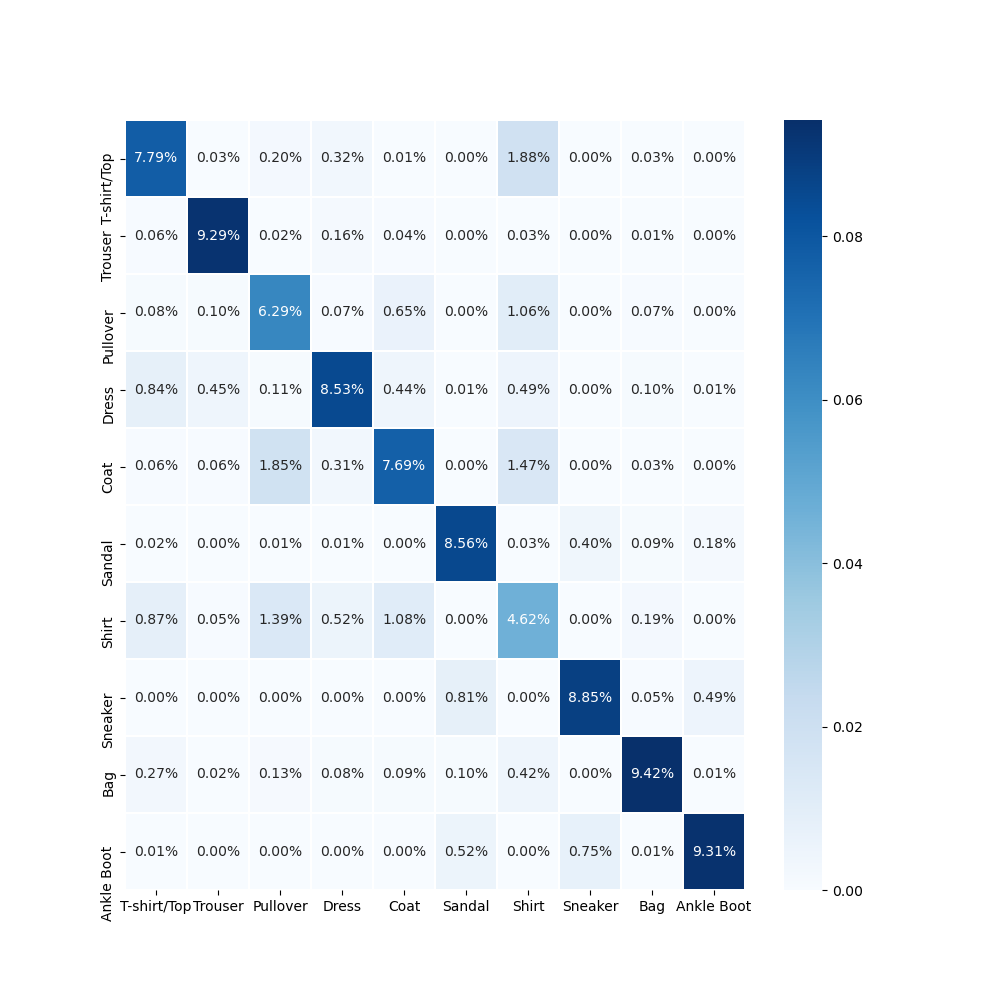 T-shirt/Top 7.79% 0.03% 0.20% 0.32% 0.01% 0.00% 1.88% 0.00% 0.03% 0.00%
Trouser 0.06% 9.29% 0.02% 0.16% 0.04% 0.00% 0.03% 0.00% 0.01% 0.00%
Pullover 0.08% 0.10% 6.29% 0.07% 0.65% 0.00% 1.06% 0.00% 0.07% 0.00%
Dress 0.84% 0.45% 0.11% 8.53% 0.44% 0.01% 0.49% 0.00% 0.10% 0.01%
Coat 0.06% 0.06% 1.85% 0.31% 7.69% 0.00% 1.47% 0.00% 0.03% 0.00%
Sandal 0.02% 0.00% 0.01% 0.01% 0.00% 8.56% 0.03% 0.40% 0.09% 0.18%
Shirt 0.87% 0.05% 1.39% 0.52% 1.08% 0.00% 4.62% 0.00% 0.19% 0.00%
Sneaker 0.00% 0.00% 0.00% 0.00% 0.00% 0.81% 0.00% 8.85% 0.05% 0.49%
Bag 0.27% 0.02% 0.13% 0.08% 0.09% 0.10% 0.42% 0.00% 9.42% 0.01%
Ankle Boot 0.01% 0.00% 0.00% 0.00% 0.00% 0.52% 0.00% 0.75% 0.01% 9.31%
T-shirt/Top Trouser Pullover Dress Coat Sandal Shirt Sneaker Bag Ankle Boot
0.08
0.06
0.04
0.02
0.00